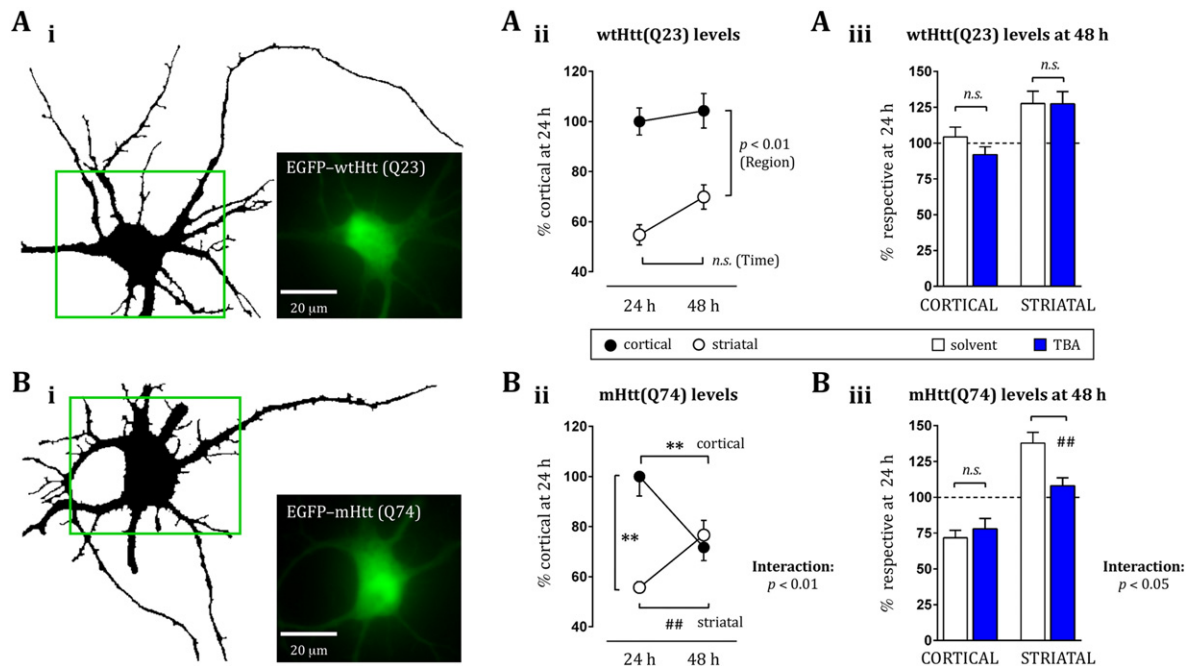 A i
EGFP–wtHtt (Q23)
20 µm
A ii
wtHtt(Q23) levels
% cortical at 24 h
120
100
80
60
40
24 h 48 h
p < 0.01
(Region)
n.s. (Time)
A iii
wtHtt(Q23) levels at 48 h
% respective at 24 h
150
125
100
75
50
25
0
n.s.
n.s.
CORTICAL STRIATAL
cortical striatal solvent TBA
B i
EGFP–mHtt (Q74)
20 µm
B ii
mHtt(Q74) levels
% cortical at 24 h
120
100
80
60
40
** cortical
**
## striatal
24 h 48 h
Interaction:
p < 0.01
B iii
mHtt(Q74) levels at 48 h
% respective at 24 h
150
125
100
75
50
25
0
n.s.
##
CORTICAL STRIATAL
Interaction:
p < 0.05